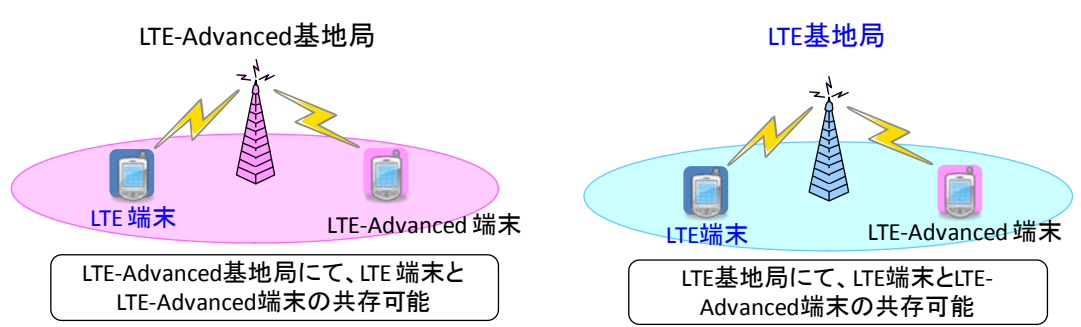 LTE-Advanced基地局
LTE 端末
LTE-Advanced 端末
LTE-Advanced基地局にて、LTE 端末と
LTE-Advanced端末の共存可能
LTE基地局
LTE端末
LTE-Advanced 端末
LTE基地局にて、LTE端末とLTE-
Advanced端末の共存可能